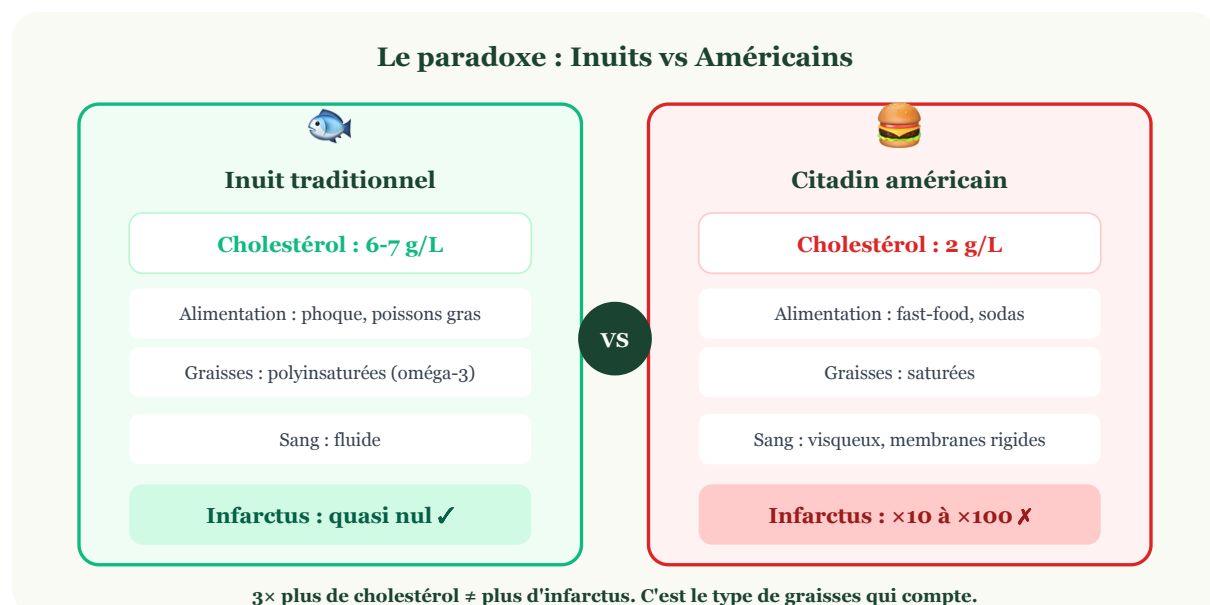 Le paradoxe : Inuits vs Américains
Inuit traditionnel
Cholestérol : 6-7 g/L
Alimentation : phoque, poissons gras
Graisses : polyinsaturées (oméga-3)
Sang : fluide
Infarctus : quasi nul ✓
VS
Citadin américain
Cholestérol : 2 g/L
Alimentation : fast-food, sodas
Graisses : saturées
Sang : visqueux, membranes rigides
Infarctus : ×10 à ×100 ✗
3× plus de cholestérol ≠ plus d'infarctus. C'est le type de graisses qui compte.